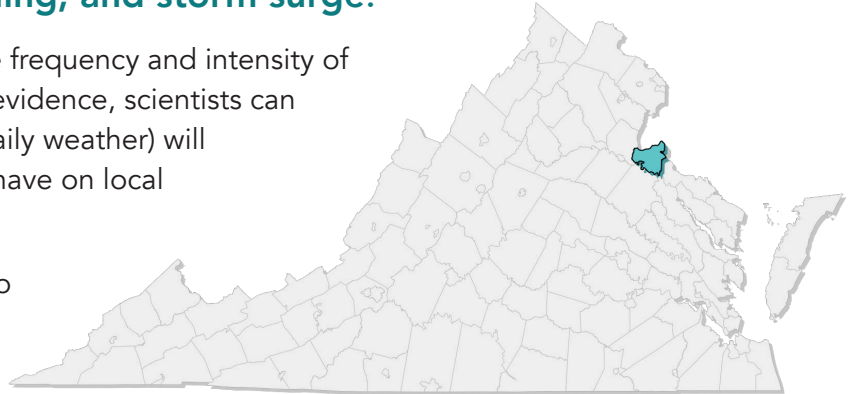 ing, and storm surge.
frequency and intensity of
evidence, scientists can
aily weather) will
have on local